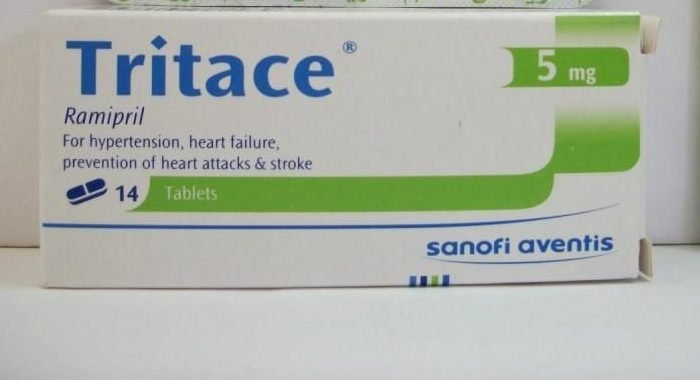 Tritace®
5 mg
Ramipril
For hypertension, heart failure,
prevention of heart attacks & stroke
14 Tablets
sanofi aventis